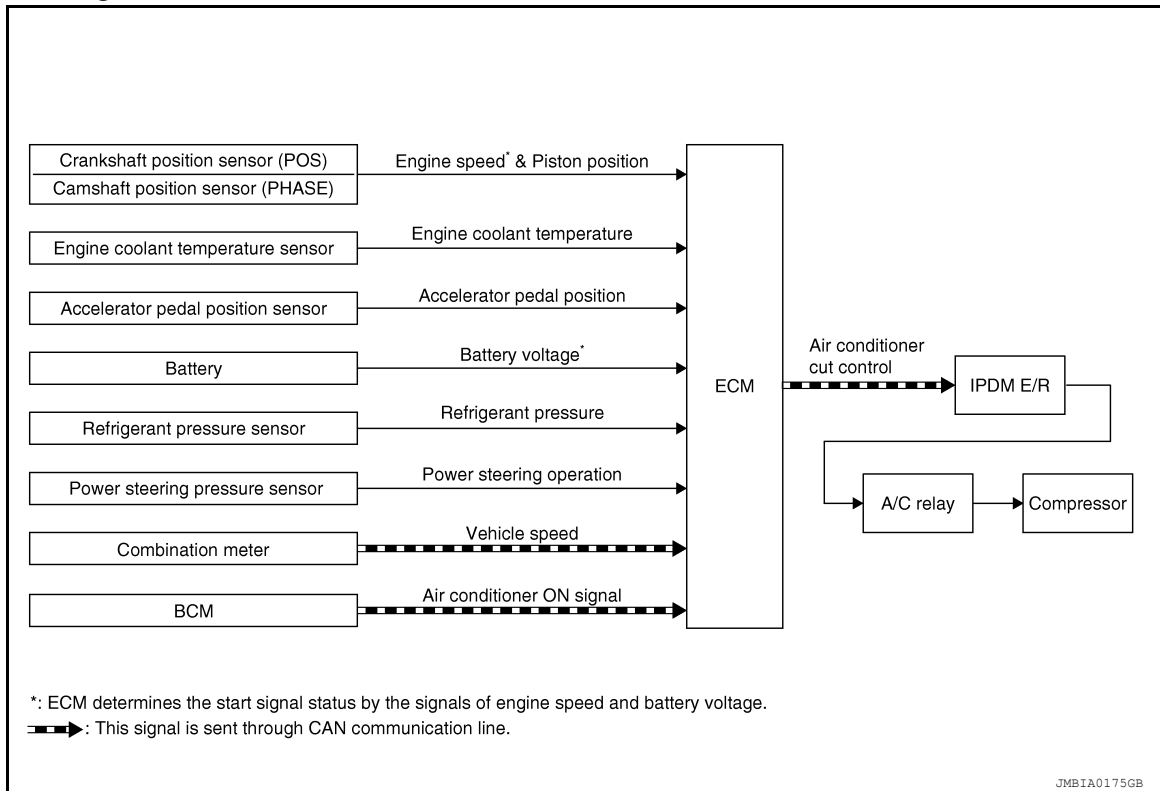 Crankshaft position sensor (POS)
Camshaft position sensor (PHASE)
Engine speed* & Piston position
Engine coolant temperature sensor
Engine coolant temperature
Accelerator pedal position sensor
Accelerator pedal position
Battery
Battery voltage*
Refrigerant pressure sensor
Refrigerant pressure
Power steering pressure sensor
Power steering operation
Combination meter
Vehicle speed
BCM
Air conditioner ON signal
ECM
Air conditioner
cut control
IPDM E/R
A/C relay
Compressor
*: ECM determines the start signal status by the signals of engine speed and battery voltage.
: This signal is sent through CAN communication line.
JMBIA0175GB